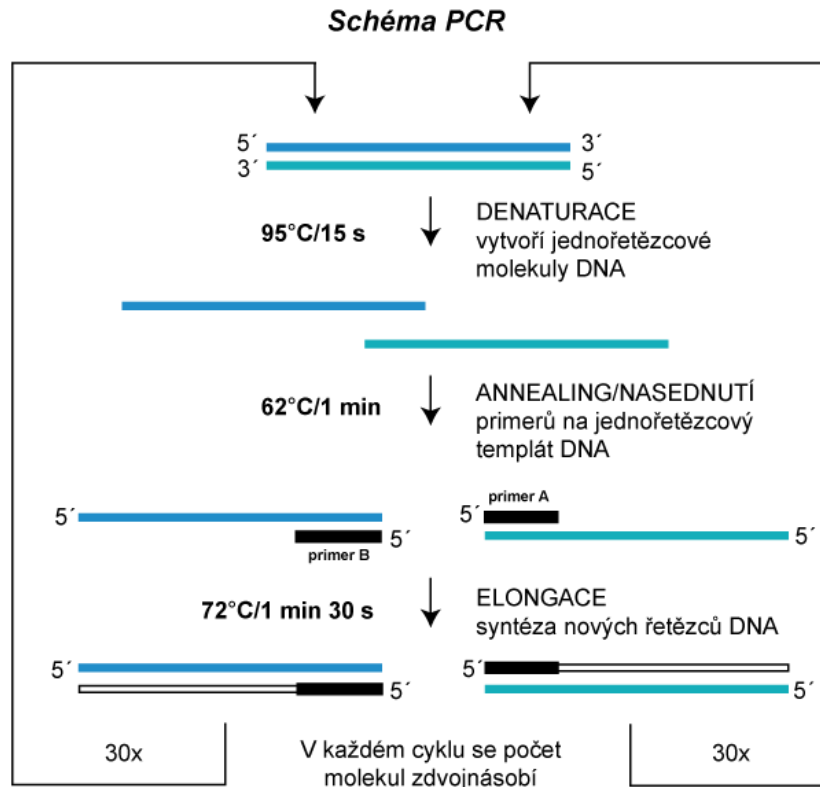 Schéma PCR
5´
3´
3´
5´
95°C/15 s
DENATURACE
vytvoří jednořetězcové
molekuly DNA
62°C/1 min
ANNEALING/NASEDNUTÍ
primerů na jednořetězcový
templát DNA
5´
5´
primer B
primer A
5´
5´
72°C/1 min 30 s
ELONGACE
syntéza nových řetězců DNA
5´
5´
5´
5´
30x
V každém cyklu se počet
molekul zdvojnásobí
30x